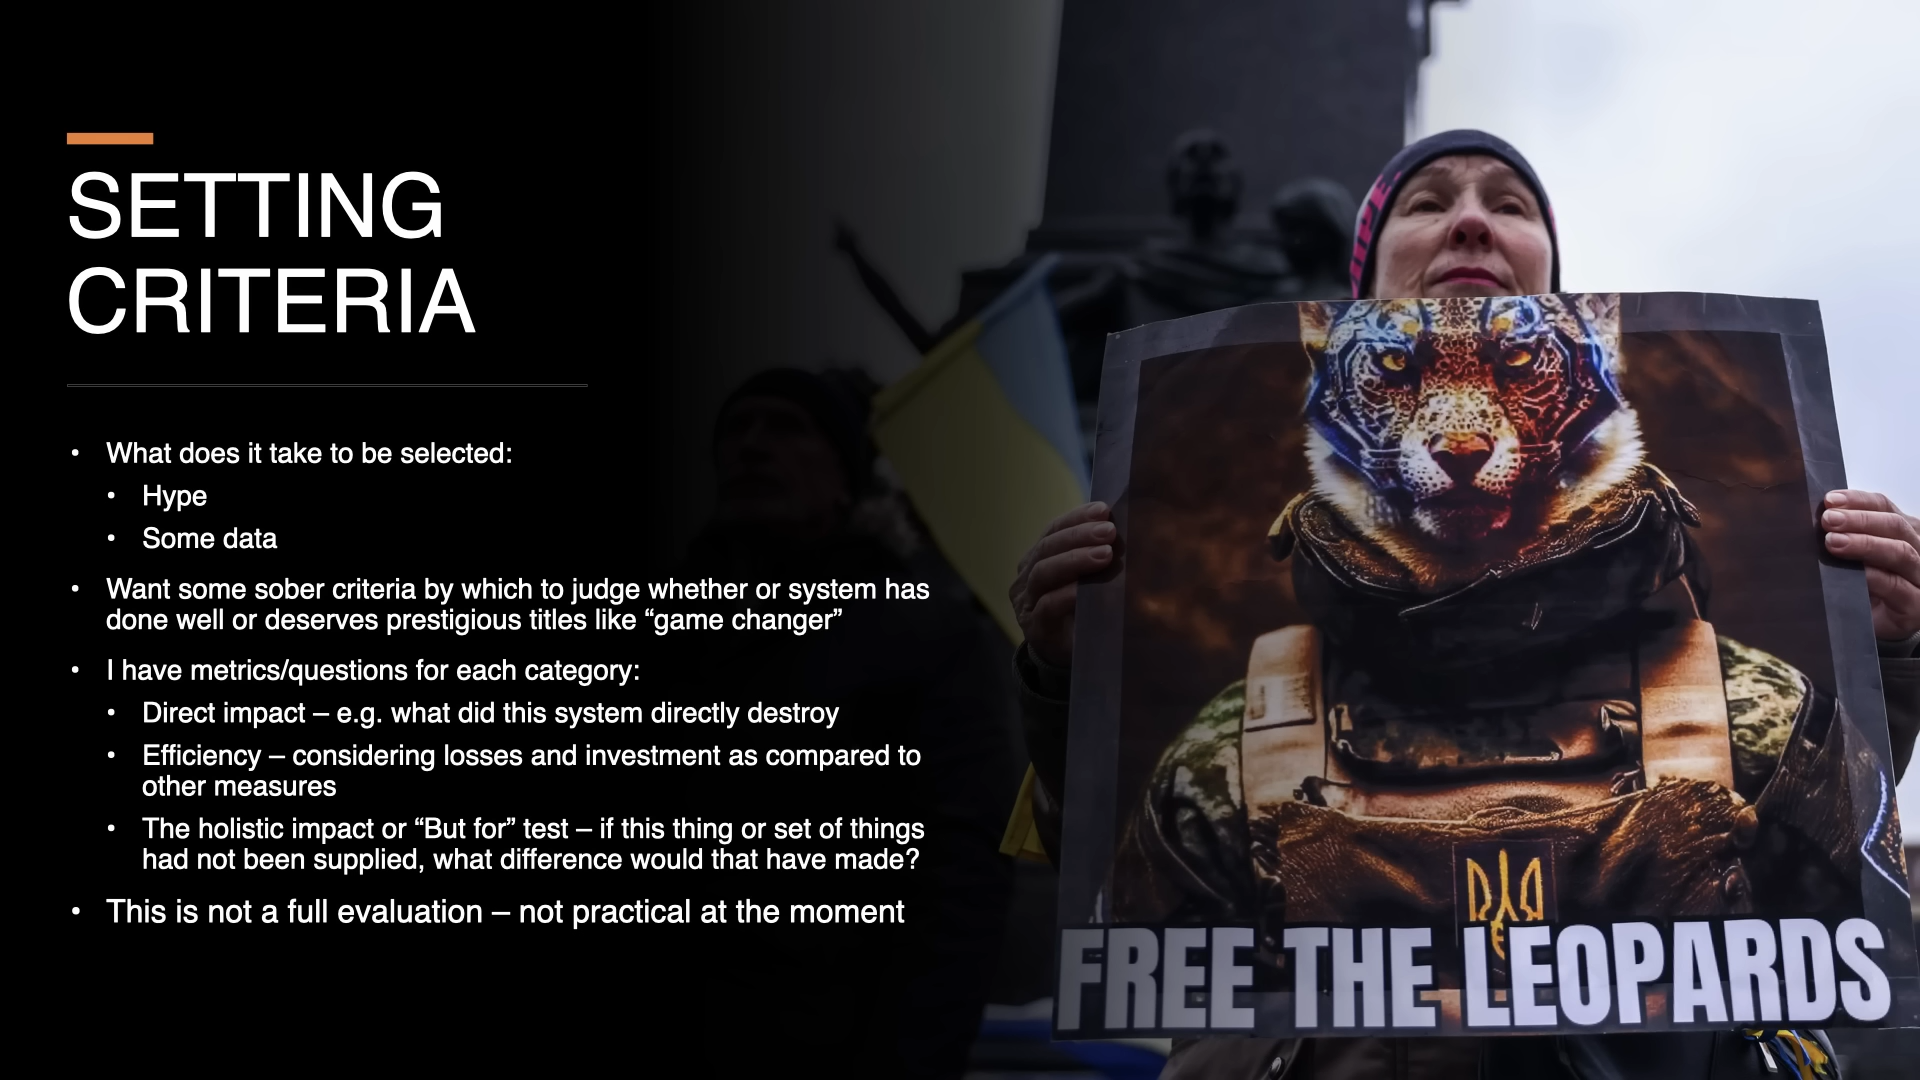 SETTING
CRITERIA
• What does it take to be selected:
• Hype
• Some data
• Want some sober criteria by which to judge whether or system has
done well or deserves prestigious titles like “game changer”
• I have metrics/questions for each category:
• Direct impact – e.g. what did this system directly destroy
• Efficiency – considering losses and investment as compared to
other measures
• The holistic impact or “But for” test – if this thing or set of things
had not been supplied, what difference would that have made?
• This is not a full evaluation – not practical at the moment
FREE THE LEOPARDS